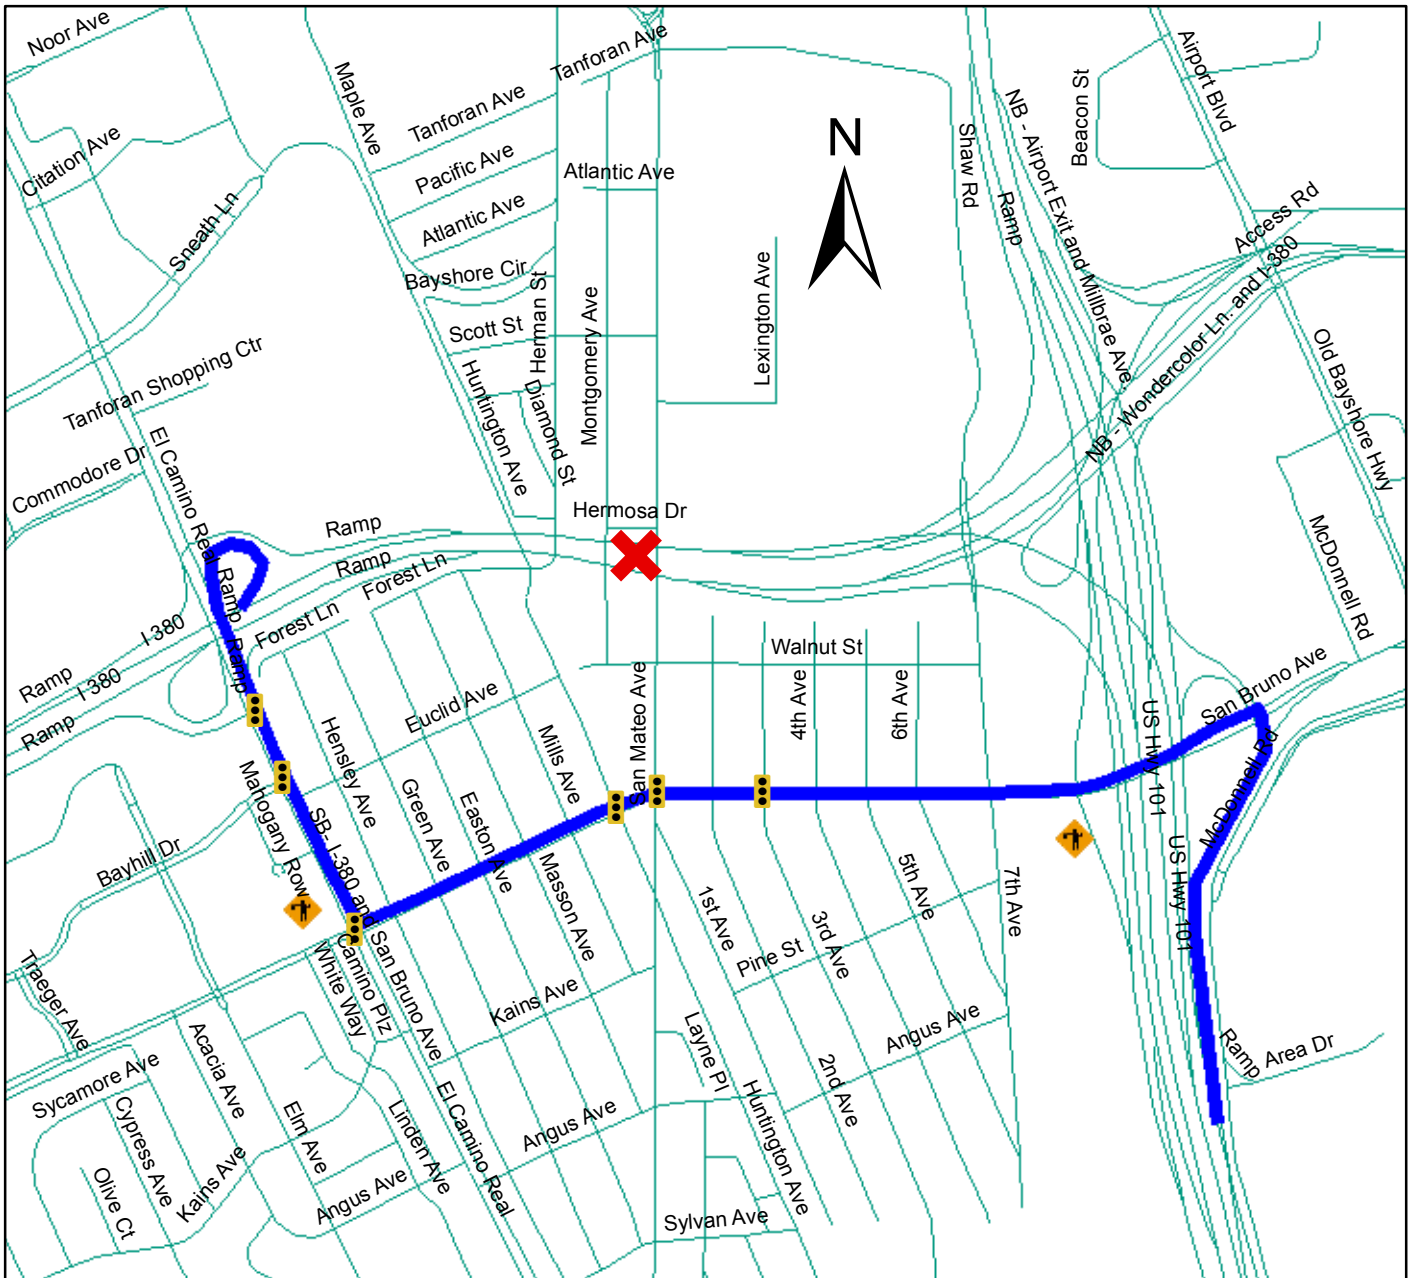 Noor Ave
Citation Ave
Sneath Ln
Maple Ave
Tanforan Ave
Tanforan Ave
Pacific Ave
Atlantic Ave
Atlantic Ave
Bayshore Cir
Scott St
Herman St
Montgomery Ave
Huntington Ave
Diamond St
Lexington Ave
N
Shaw Rd
Ramp
NB - Airport Exit and Millbrae Ave
Beacon St
Airport Blvd
Access Rd
NB - Wondercolor Ln. and I-380
Old Bayshore Hwy
McDonnell Rd
Tanforan Shopping Ctr
Commodore Dr
El Camino Real
Ramp
Ramp
Hermosa Dr
Forest Ln
Forest Ln
Ramp
Ramp
I 380
Ramp
I 380
Ramp
Euclid Ave
Hensley Ave
Green Ave
Easton Ave
Mills Ave
Masson Ave
San Mateo Ave
Walnut St
4th Ave
6th Ave
US Hwy 101
US Hwy 101
San Bruno Ave
McDonnell Rd
Mahogany Row
Bayhill Dr
SB- I-380 and
San Bruno Ave
Camino Plz
White Way
Traeger Ave
Sycamore Ave
Cypress Ave
Olive Ct
Acacia Ave
Kains Ave
Elm Ave
Angus Ave
Linden Ave
El Camino Real
Kains Ave
Angus Ave
Layne Pl
Huntington Ave
Sylvan Ave
1st Ave
Pine St
3rd Ave
2nd Ave
5th Ave
7th Ave
Angus Ave
Ramp
Area Dr